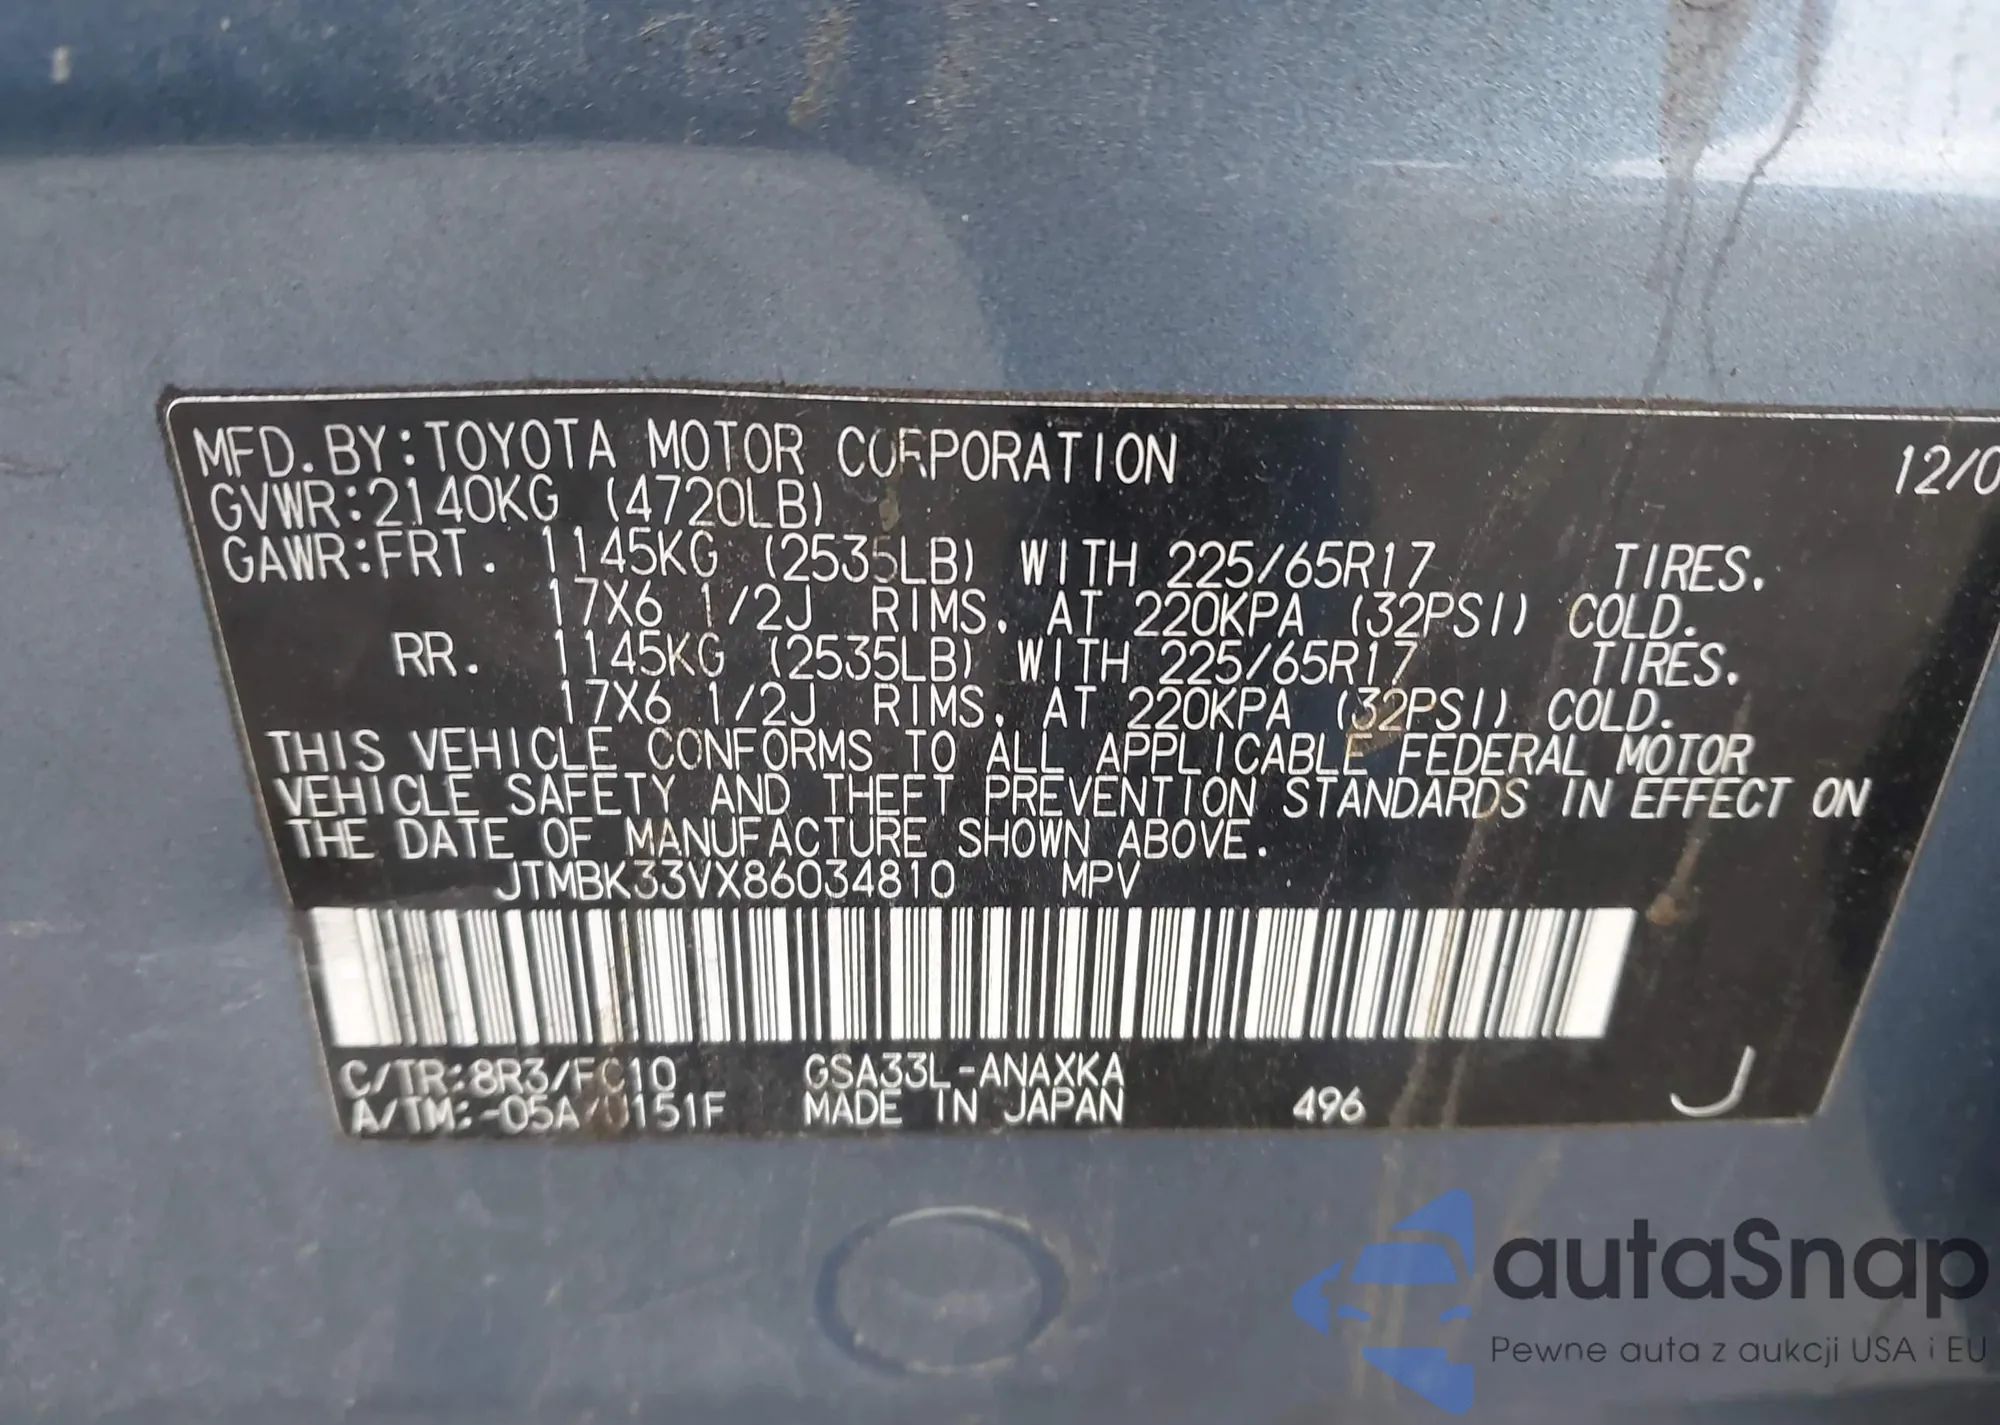 MFD.BY:TOYOTA MOTOR CORPORATION 12/0
GVWR:2140KG (4720LB)
GAWR:FRT. 1145KG (2535LB) WITH 225/65R17 TIRES.
17X6 1/2J RIMS, AT 220KPA (32PSI) COLD.
RR. 1145KG (2535LB) WITH 225/65R17 TIRES.
17X6 1/2J RIMS, AT 220KPA (32PSI) COLD.
THIS VEHICLE CONFORMS TO ALL APPLICABLE FEDERAL MOTOR
VEHICLE SAFETY AND THEFT PREVENTION STANDARDS IN EFFECT ON
THE DATE OF MANUFACTURE SHOWN ABOVE.
JTMBK33VX86034810 MPV
C/TR:8R3/FC10 GSA33L-ANAXKA
A/TM:-05A/U151F MADE IN JAPAN 496 J
autaSnap
Pewne auta z aukcji USA i EU